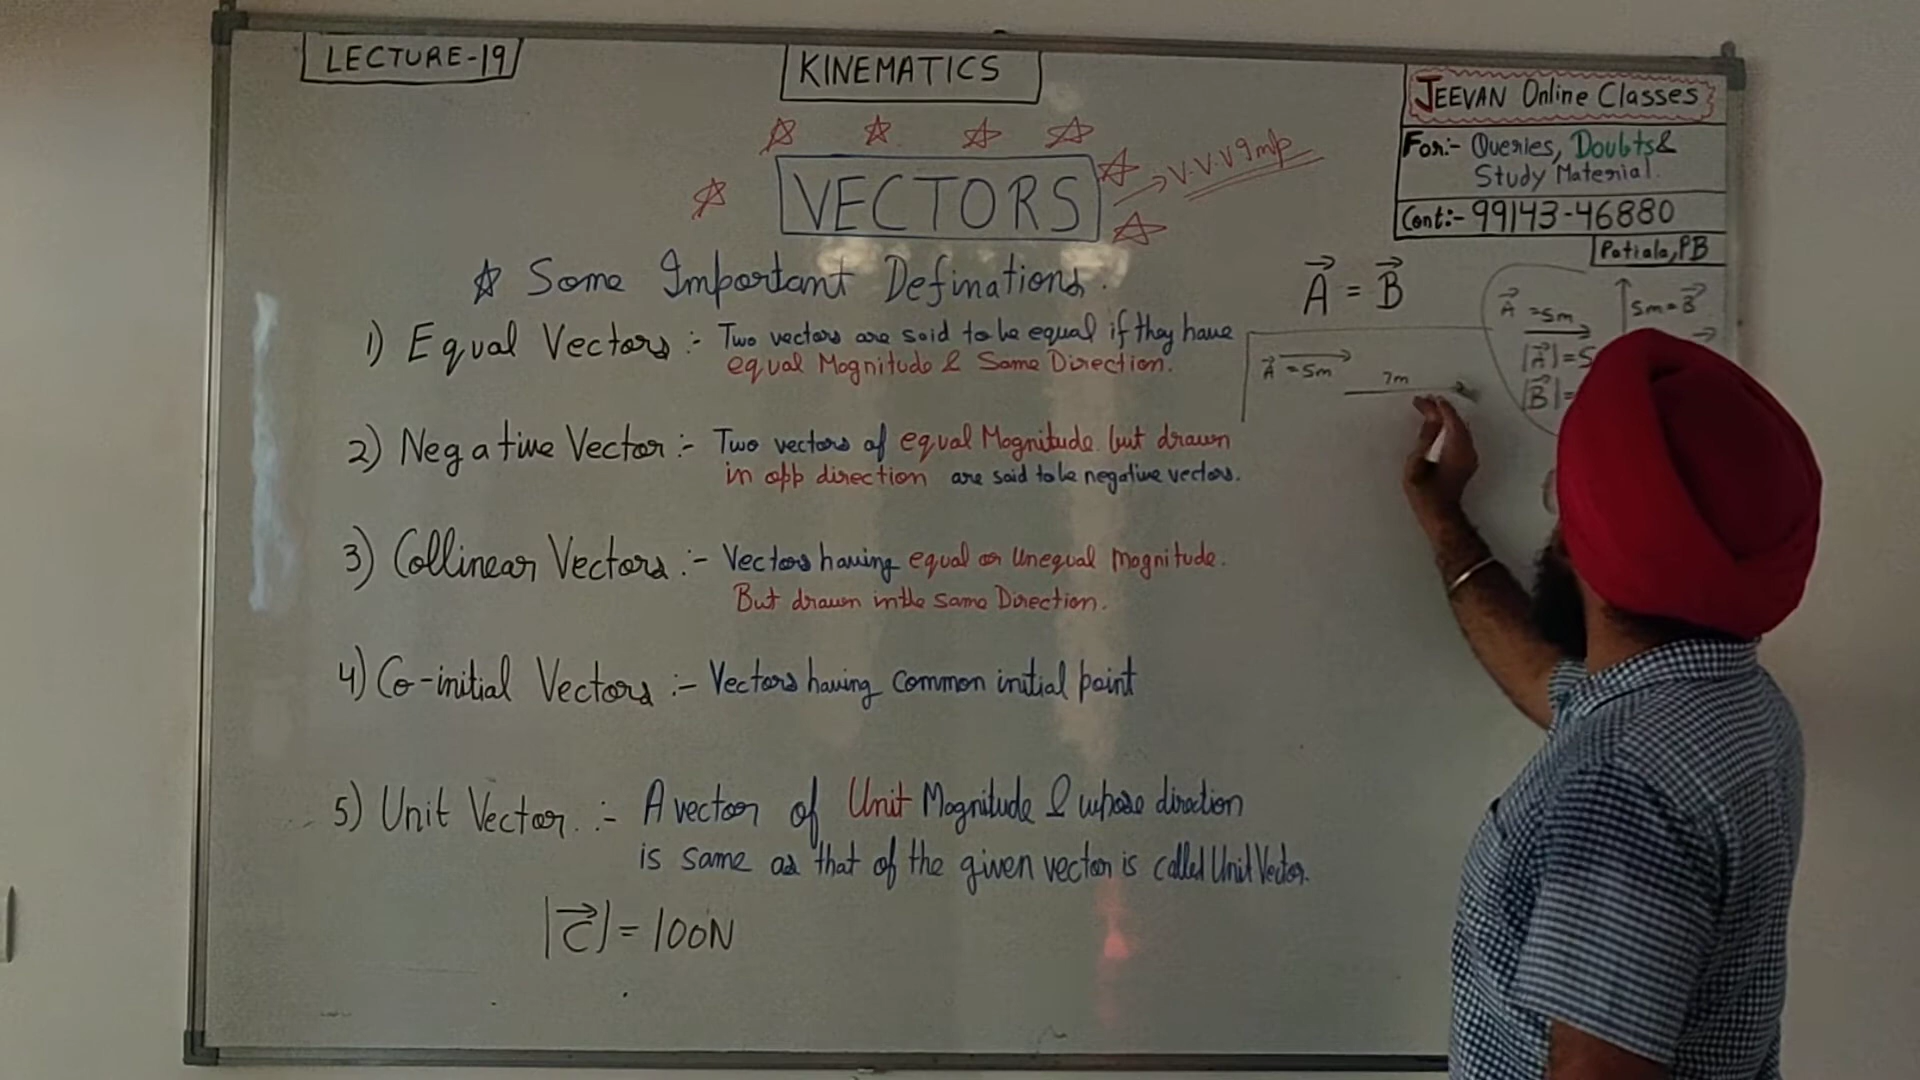 LECTURE-19
KINEMATICS
JEEVAN Online Classes
For:- Queries, Doubts &
Study Material.
Cont:- 99143-46880
Patiala, PB
VECTORS
→ V.V.V Imp
☆ Some Important Definations.
A = B
1) Equal Vectors :- Two vectors are said to be equal if they have
equal Magnitude & Same Direction.
A = 5m
7m
A = 5m
5m = B
|A| = 5
|B| =
2) Negative Vector :- Two vectors of equal Magnitude but drawn
in opp direction are said to be negative vectors.
3) Collinear Vectors :- Vectors having equal or Unequal Magnitude.
But drawn in the same Direction.
4) Co-initial Vectors :- Vectors having common initial point
5) Unit Vector :- A vector of Unit Magnitude & whose direction
is same as that of the given vector is called Unit Vector.
|C| = 100N